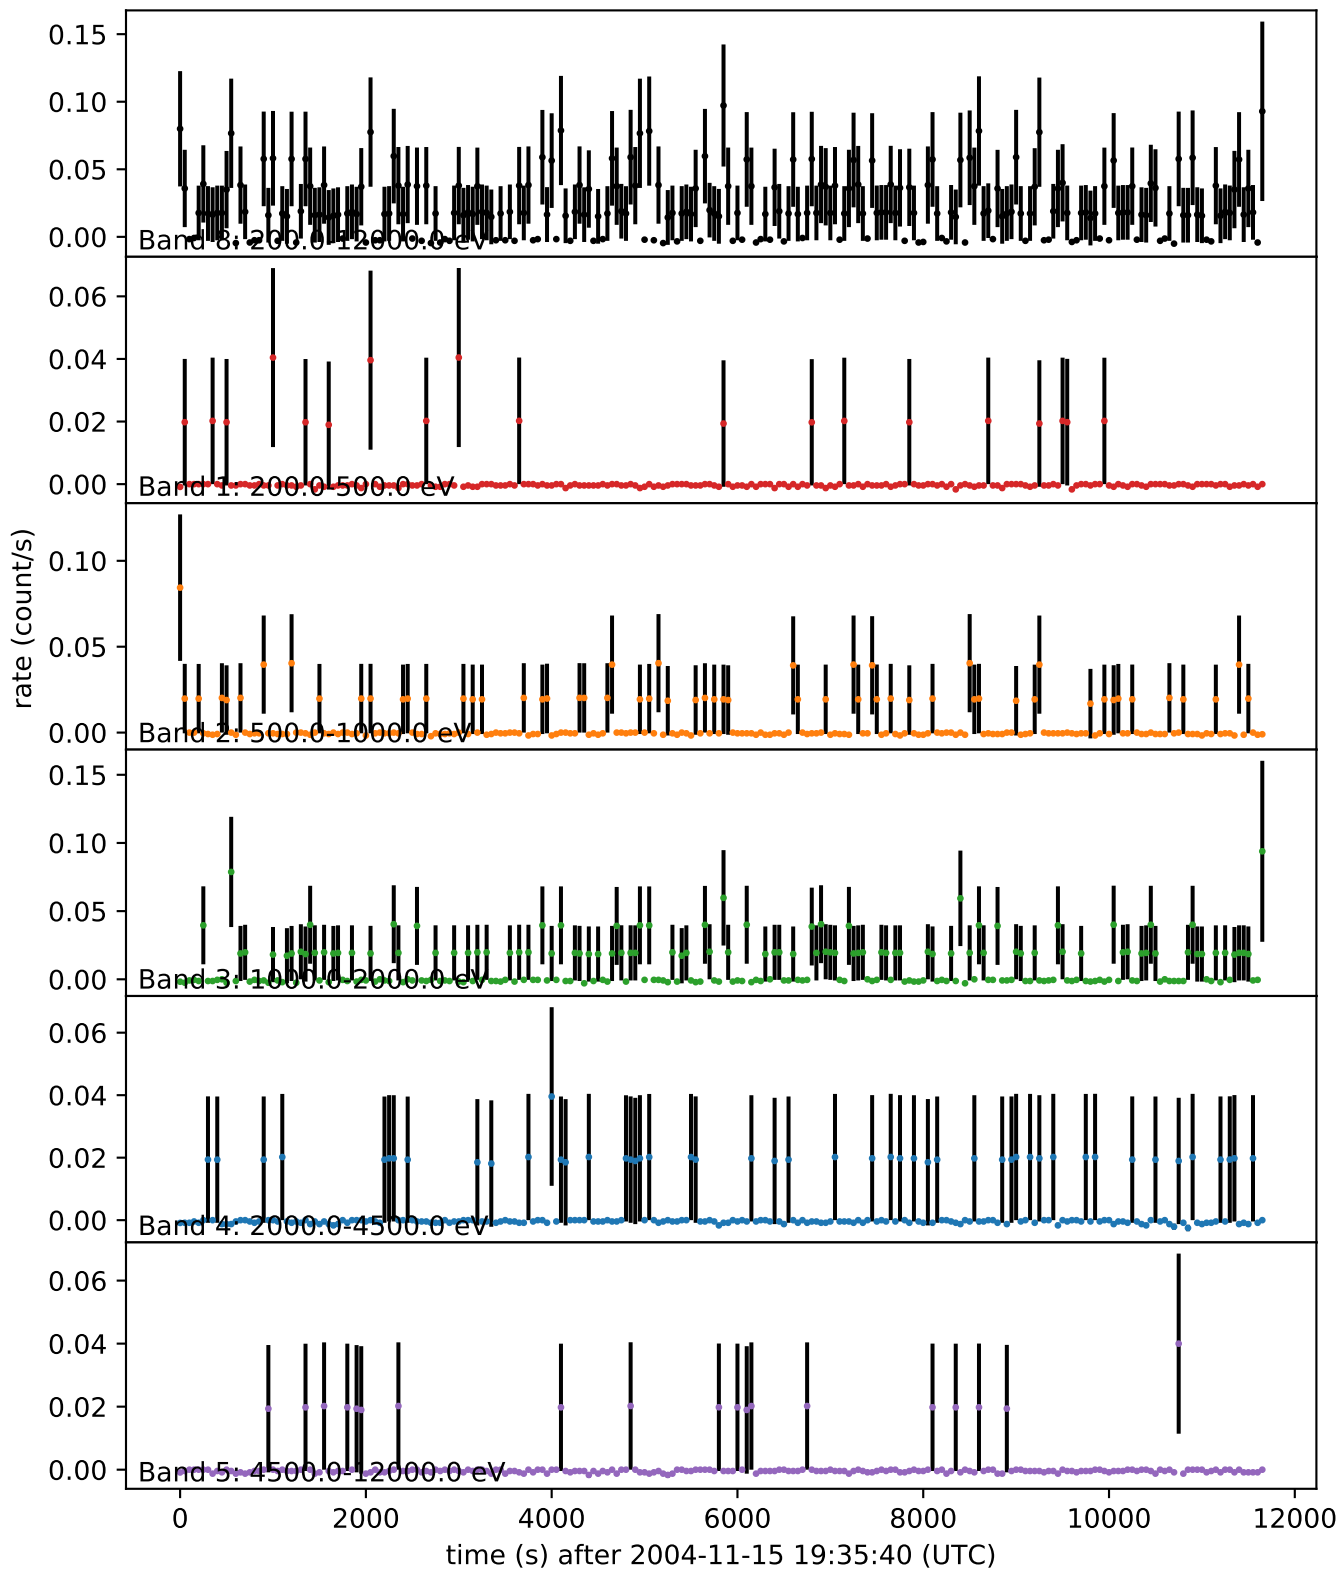 0.15
0.10
0.05
0.00
Band 8: 200.0-12000.0 eV
0.06
0.04
0.02
0.00
Band 1: 200.0-500.0 eV
rate (count/s)
0.10
0.05
0.00
Band 2: 500.0-1000.0 eV
0.15
0.10
0.05
0.00
Band 3: 1000.0-2000.0 eV
0.06
0.04
0.02
0.00
Band 4: 2000.0-4500.0 eV
0.06
0.04
0.02
0.00
Band 5: 4500.0-12000.0 eV
0 2000 4000 6000 8000 10000 12000
time (s) after 2004-11-15 19:35:40 (UTC)